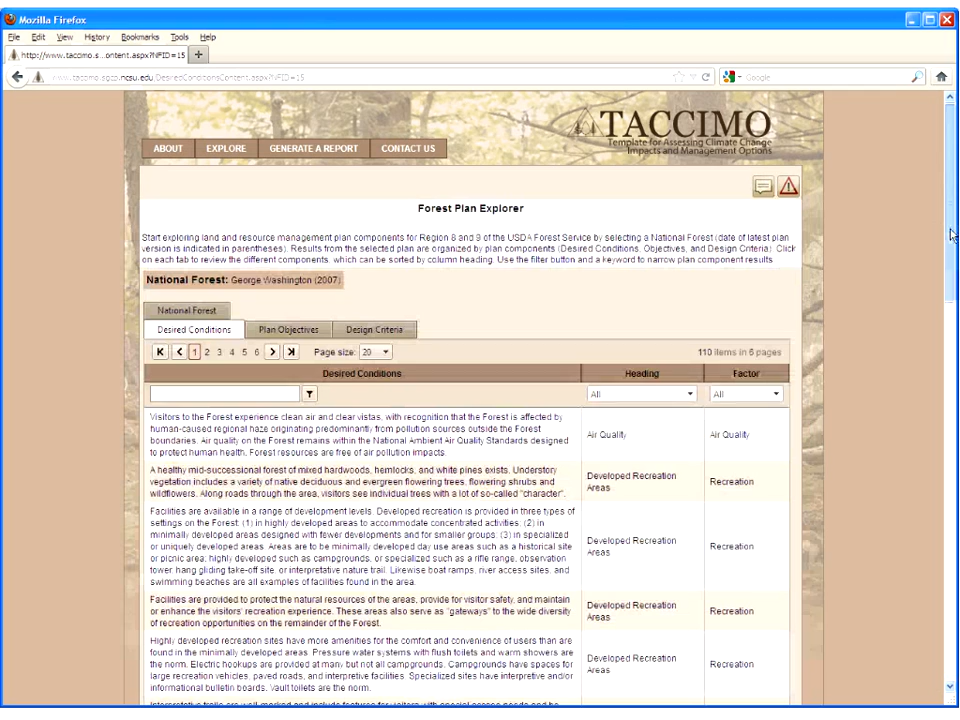 Mozilla Firefox
File Edit View History Bookmarks Tools Help
http://www.taccimo.s...ontent.aspx?NFID=15
www.taccimo.sgcp.ncsu.edu/DesiredConditionsContent.aspx?NFID=15
Google
TACCIMO
Template for Assessing Climate Change
Impacts and Management Options
ABOUT EXPLORE GENERATE A REPORT CONTACT US
Forest Plan Explorer
Start exploring land and resource management plan components for Region 8 and 9 of the USDA Forest Service by selecting a National Forest (date of latest plan
version is indicated in parentheses). Results from the selected plan are organized by plan components (Desired Conditions, Objectives, and Design Criteria). Click
on each tab to review the different components, which can be sorted by column heading. Use the filter button and a keyword to narrow plan component results.
National Forest: George Washington (2007)
National Forest
Desired Conditions Plan Objectives Design Criteria
1 2 3 4 5 6 Page size: 20 110 items in 6 pages
Desired Conditions Heading Factor
All All
Visitors to the Forest experience clean air and clear vistas, with recognition that the Forest is affected by
human-caused regional haze originating predominantly from pollution sources outside the Forest
boundaries. Air quality on the Forest remains within the National Ambient Air Quality Standards designed
to protect human health. Forest resources are free of air pollution impacts.
Air Quality
Air Quality
A healthy mid-successional forest of mixed hardwoods, hemlocks, and white pines exists. Understory
vegetation includes a variety of native deciduous and evergreen flowering trees, flowering shrubs and
wildflowers. Along roads through the area, visitors see individual trees with a lot of so-called "character".
Developed Recreation
Areas
Recreation
Facilities are available in a range of development levels. Developed recreation is provided in three types of
settings on the Forest: (1) in highly developed areas to accommodate concentrated activities; (2) in
minimally developed areas designed with fewer developments and for smaller groups; (3) in specialized
or uniquely developed areas. Areas are to be minimally developed day use areas such as a historical site
or picnic area; highly developed such as campgrounds; or specialized such as a rifle range, observation
tower, hang gliding take-off site, or interpretative nature trail. Likewise boat ramps, river access sites, and
swimming beaches are all examples of facilities found in the area.
Developed Recreation
Areas
Recreation
Facilities are provided to protect the natural resources of the areas, provide for visitor safety, and maintain
or enhance the visitors' recreation experience. These areas also serve as "gateways" to the wide diversity
of recreation opportunities on the remainder of the Forest.
Developed Recreation
Areas
Recreation
Highly developed recreation sites have more amenities for the comfort and convenience of users than are
found in the minimally developed areas. Pressure water systems with flush toilets and warm showers are
the norm. Electric hookups are provided at many but not all campgrounds. Campgrounds have spaces for
large recreation vehicles, paved roads, and interpretive facilities. Specialized sites have interpretive and/or
informational bulletin boards. Vault toilets are the norm.
Developed Recreation
Areas
Recreation
Interpretative trails are well-marked and include features for visitors with special access needs and be